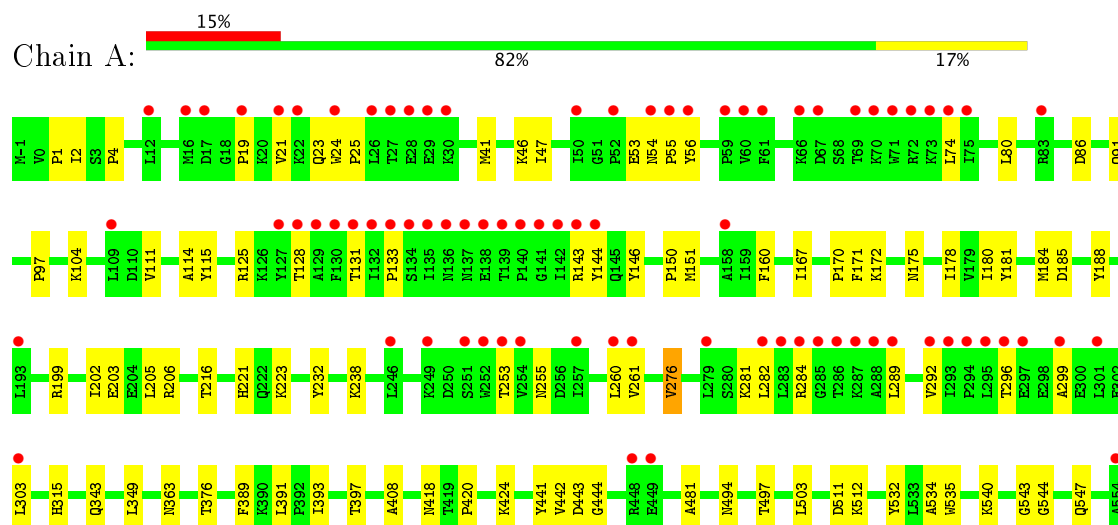 15%
Chain A:
82% 17%
M-1 V0 P1 I2 S3 P4 L12 M16 D17 G18 P19 K20 V21 K22 Q23 W24 P25 L26 T27 E28 E29 K30 M41 K46 I47 I50 G51 P52 E53 N54 P55 Y56 P59 V60 F61 K66 D67 S68 T69 K70 W71 R72 K73 L74 I75 R83 L80 D86
P97 K104 L109 D110 V111 A114 Y115 R125 K126 Y127 T128 A129 F130 T131 I132 P133 S134 I135 N136 N137 E138 T139 P140 G141 I142 R143 Y144 Q145 Y146 P150 M151 A158 I159 F160 I167 P170 F171 K172 N175 I178 V179 I180 Y181 M184 D185 Y188
L193 R199 I202 E203 E204 L205 R206 T216 H221 Q222 K223 Y232 K238 L246 K249 D250 S251 W252 T253 V254 N255 D256 I257 L260 V261 V276 L279 S280 K281 L282 L283 R284 G285 T286 K287 A288 L289 V292 I293 P294 L295 T296 E297 E298 A299 E300 L301
L303 H315 Q343 L349 N363 T376 F389 K390 L391 P392 I393 T397 A408 N418 T419 P420 K424 Y441 V442 D443 G444 R448 E449 A481 N494 T497 L503 D511 K512 Y532 L533 A534 W535 K540 G543 G544 Q547 A554